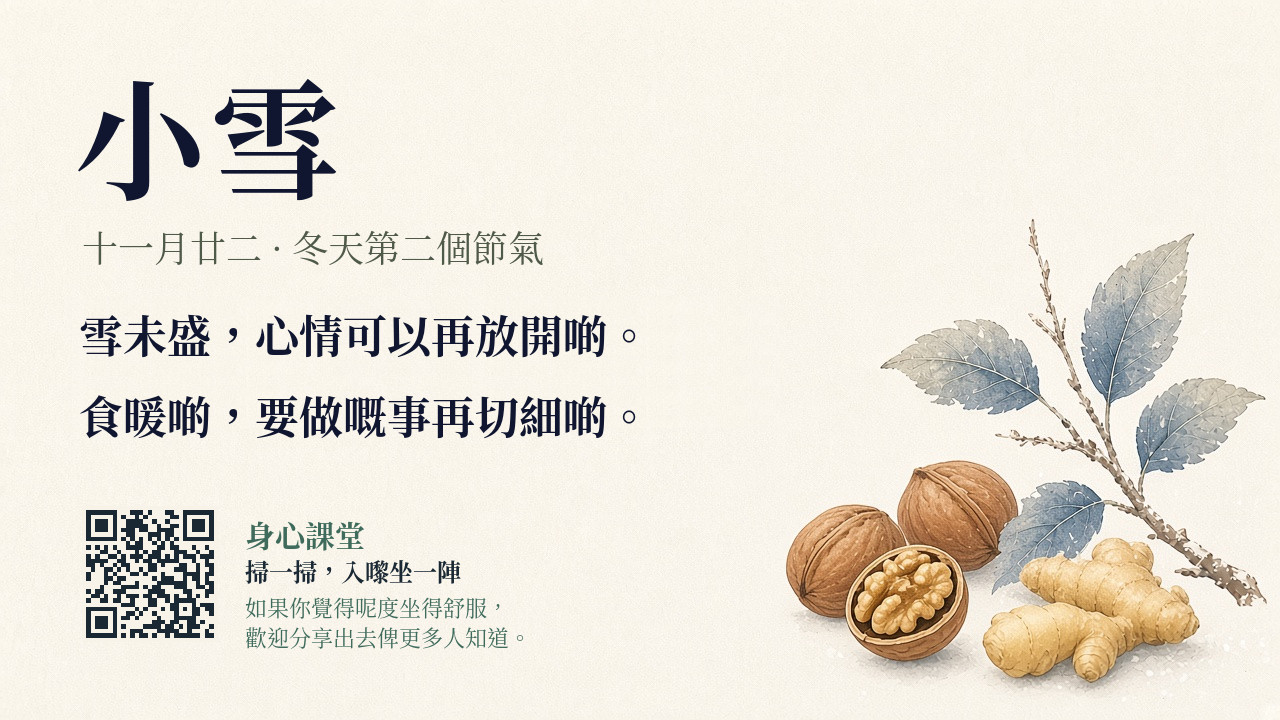 小雪
十一月廿二 · 冬天第二個節氣
雪未盛，心情可以再放開啲。
食暖啲，要做嘅事再切細啲。
身心課堂
掃一掃，入嚟坐一陣
如果你覺得呢度坐得舒服，
歡迎分享出去俾更多人知道。